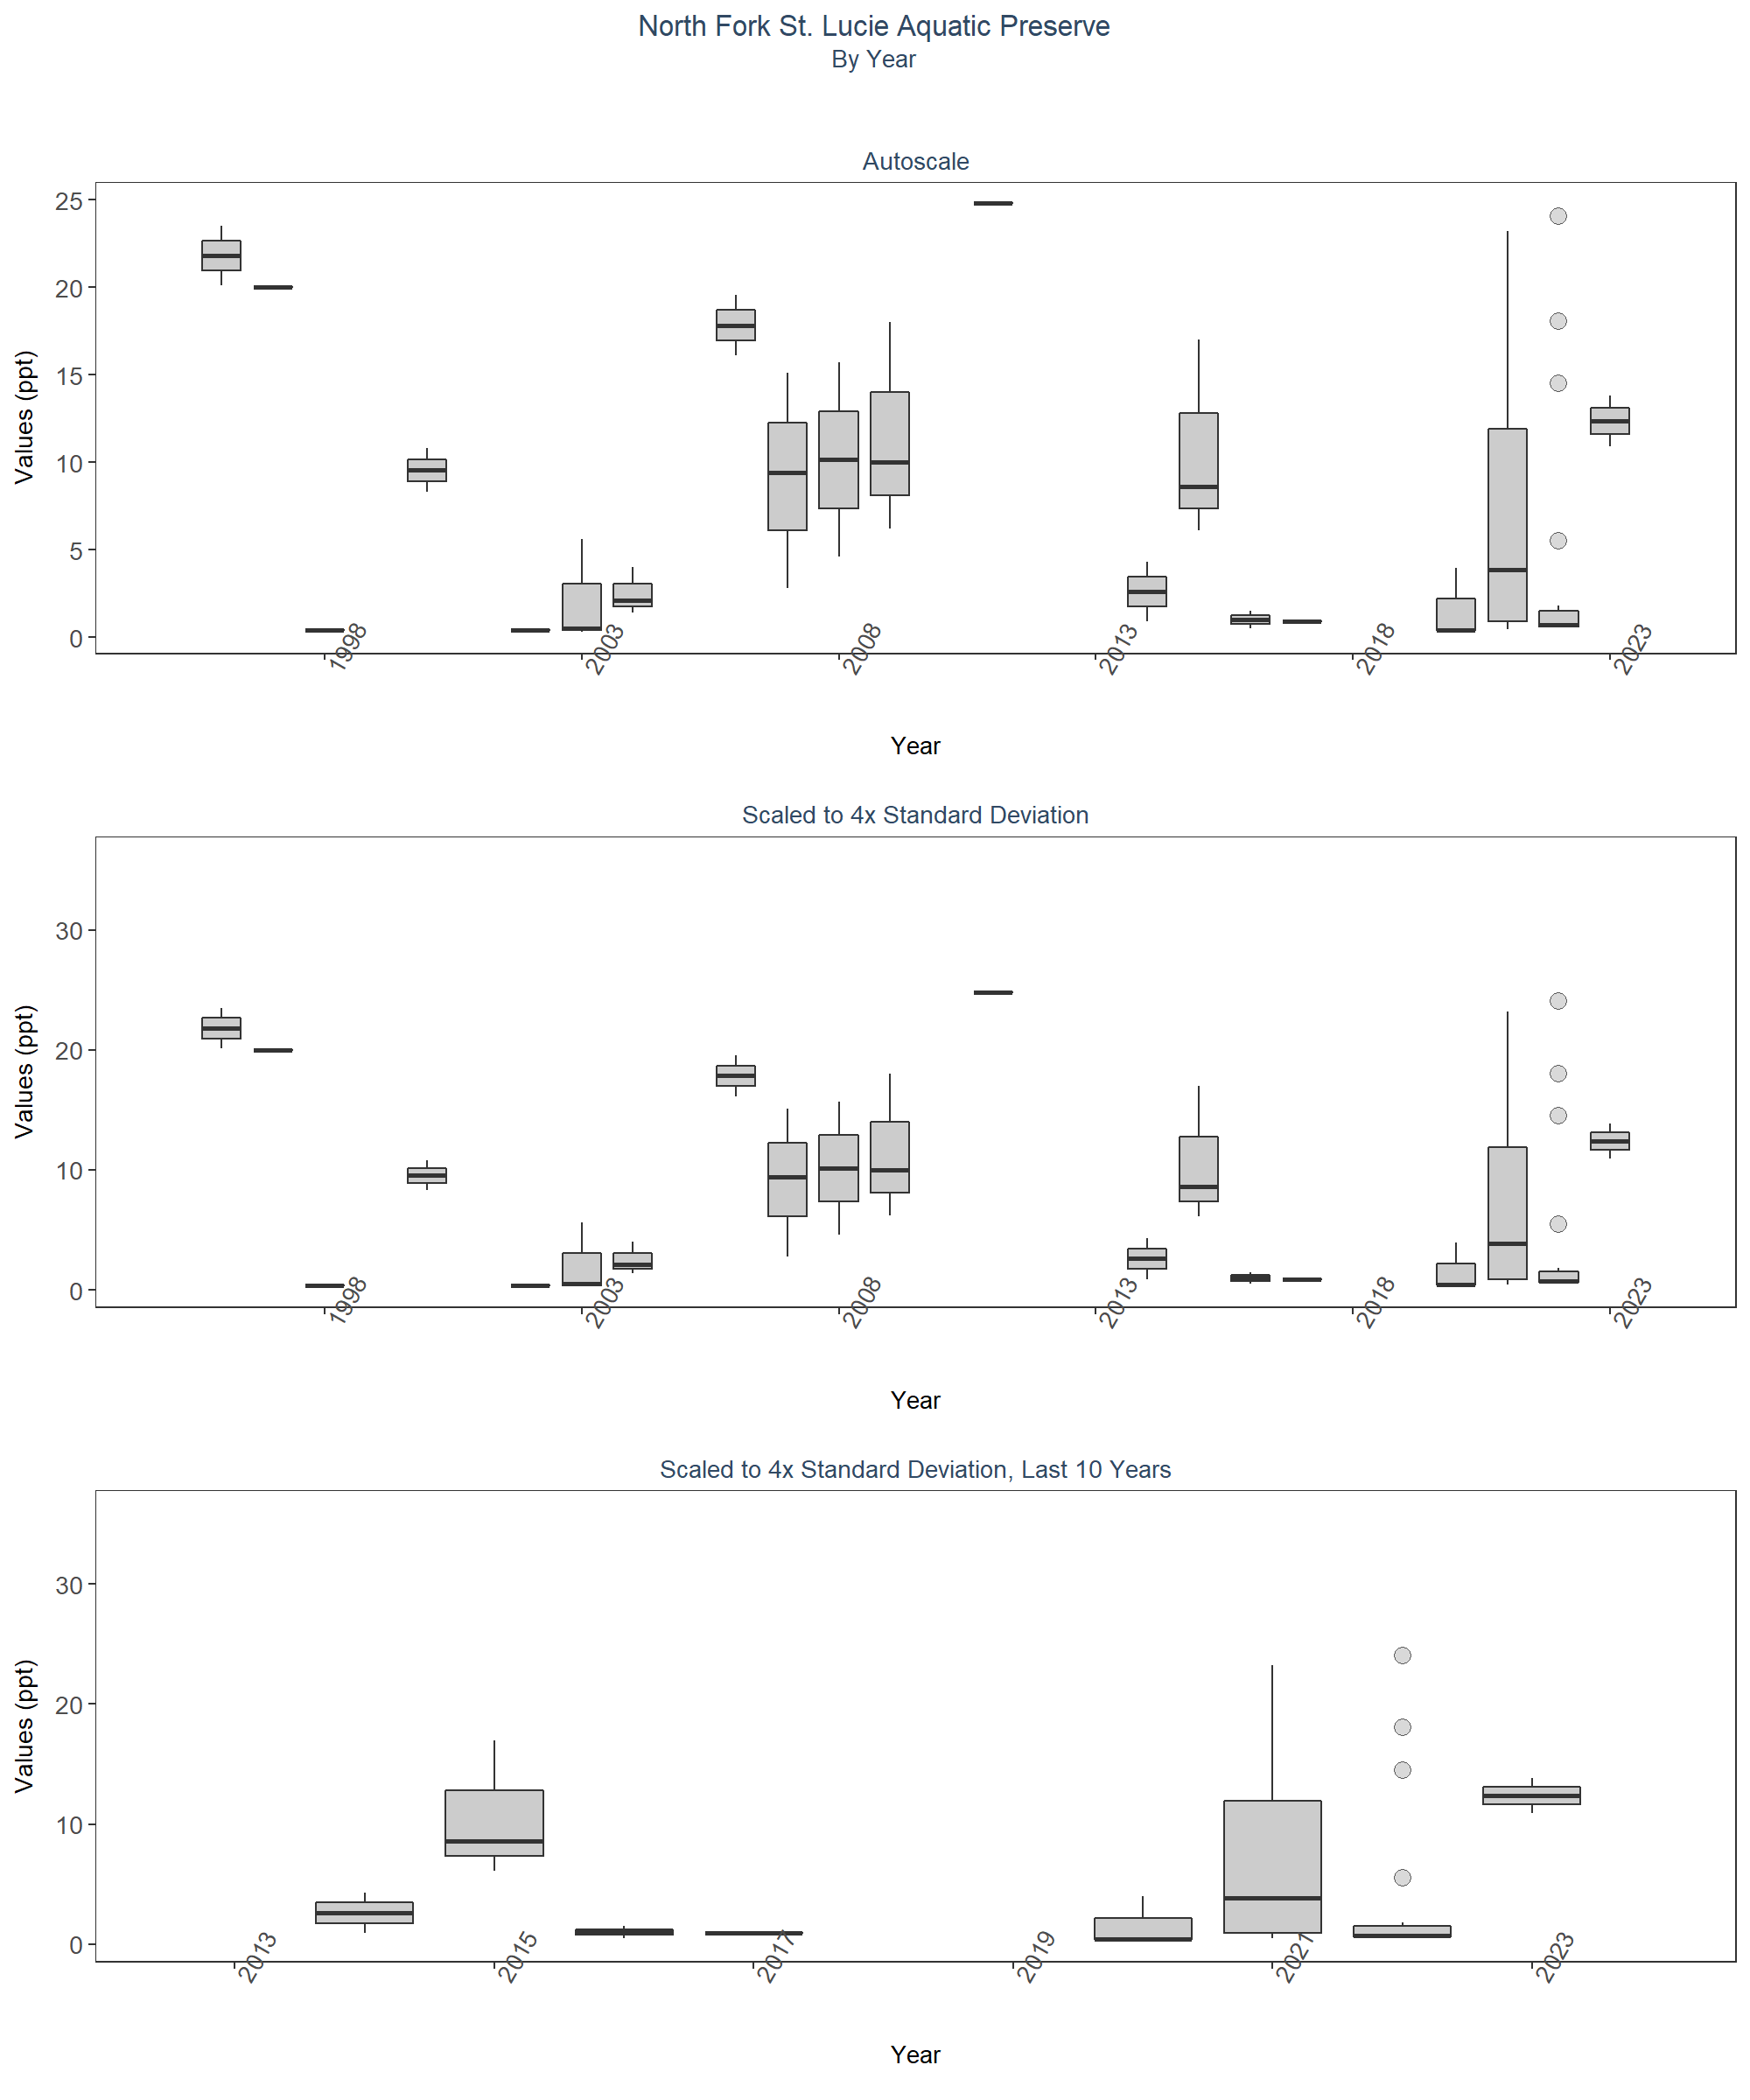 North Fork St. Lucie Aquatic Preserve
By Year
Autoscale
Values (ppt)
25
20
15
10
5
0
1998
2003
2008
2013
2018
2023
Year
Scaled to 4x Standard Deviation
Values (ppt)
30
20
10
0
1998
2003
2008
2013
2018
2023
Year
Scaled to 4x Standard Deviation, Last 10 Years
Values (ppt)
30
20
10
0
2013
2015
2017
2019
2021
2023
Year